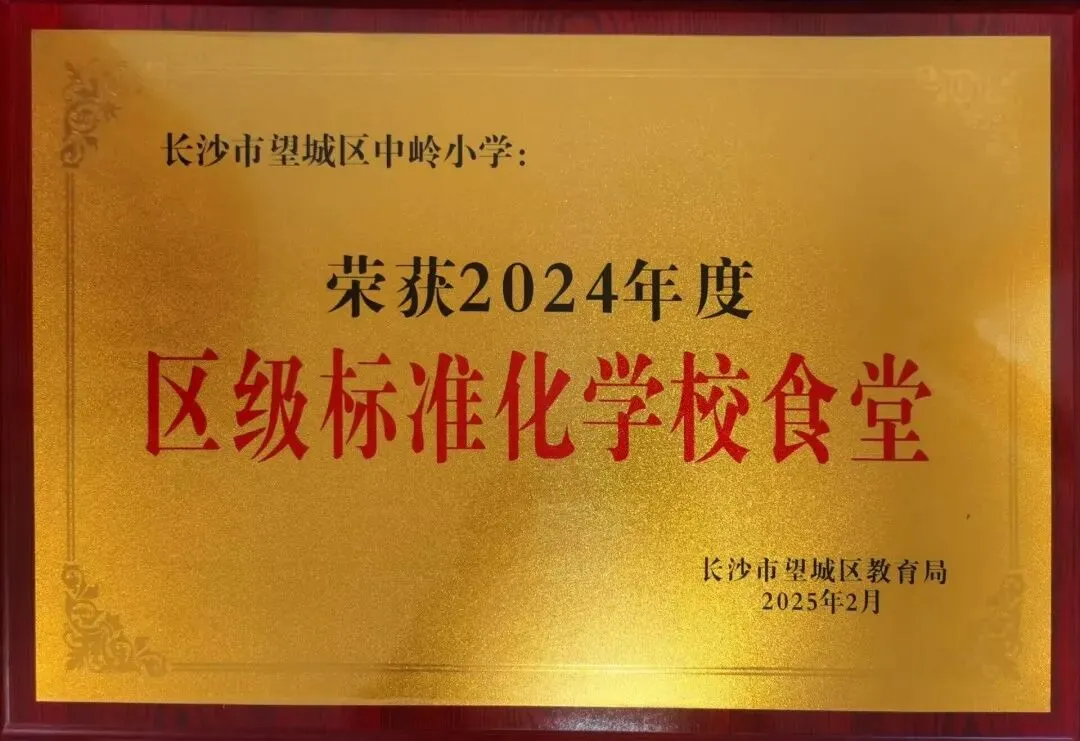 长沙市望城区中岭小学:
荣获2024年度
区级标准化学校食堂
长沙市望城区教育局
2025年2月